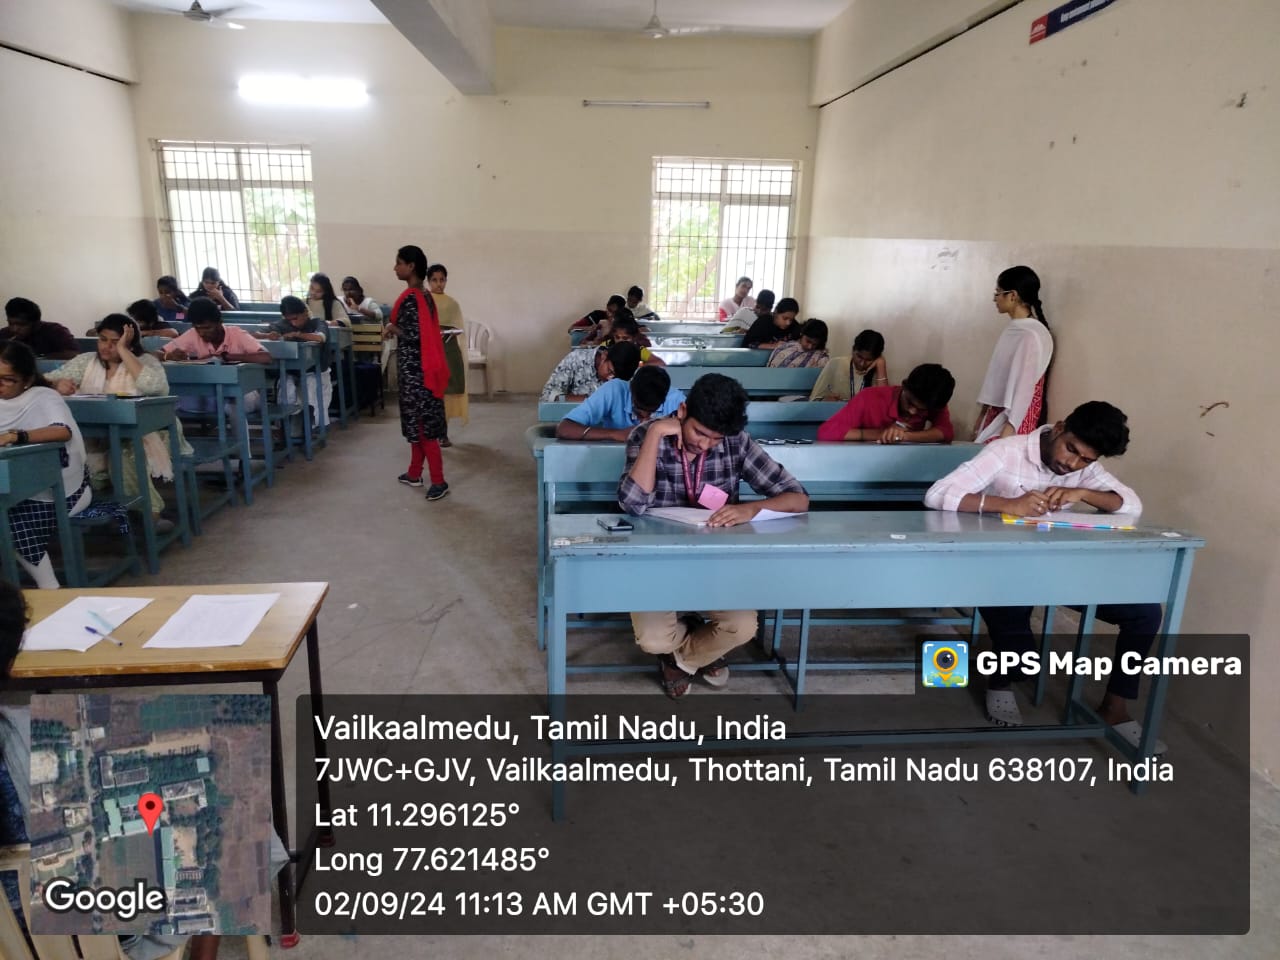 GPS Map Camera
Vailkaalmedu, Tamil Nadu, India
7JWC+GJV, Vailkaalmedu, Thottani, Tamil Nadu 638107, India
Lat 11.296125°
Long 77.621485°
02/09/24 11:13 AM GMT +05:30
Google